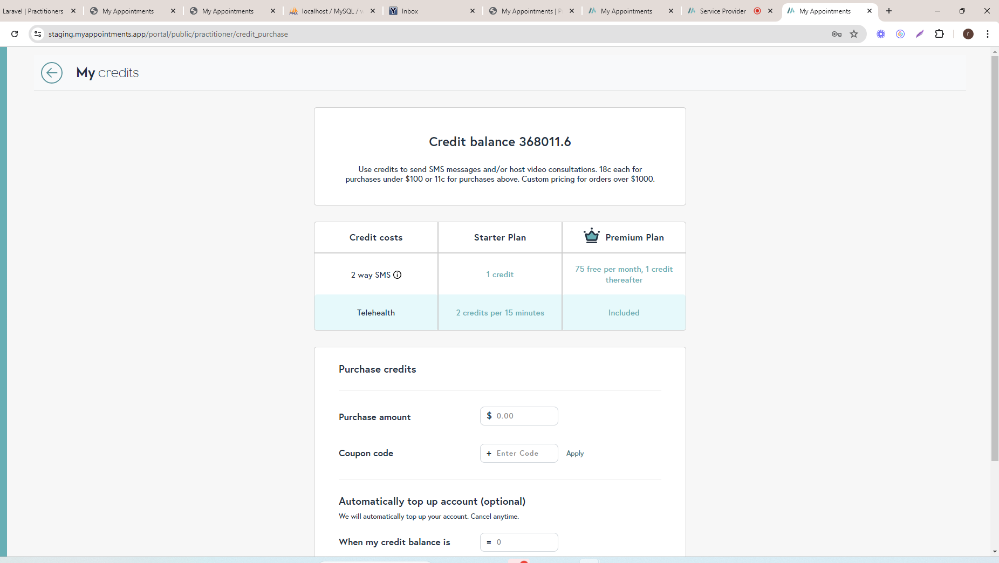 Laravel | Practitioners
My Appointments
My Appointments
localhost / MySQL /
Inbox
My Appointments |
My Appointments
Service Provider
My Appointments
staging.myappointments.app/portal/public/practitioner/credit_purchase
r
My credits
Credit balance 368011.6
Use credits to send SMS messages and/or host video consultations. 18c each for
purchases under $100 or 11c for purchases above. Custom pricing for orders over $1000.
Credit costs
Starter Plan
Premium Plan
2 way SMS
1 credit
75 free per month, 1 credit
thereafter
Telehealth
2 credits per 15 minutes
Included
Purchase credits
Purchase amount
$ 0.00
Coupon code
+ Enter Code
Apply
Automatically top up account (optional)
We will automatically top up your account. Cancel anytime.
When my credit balance is
= 0